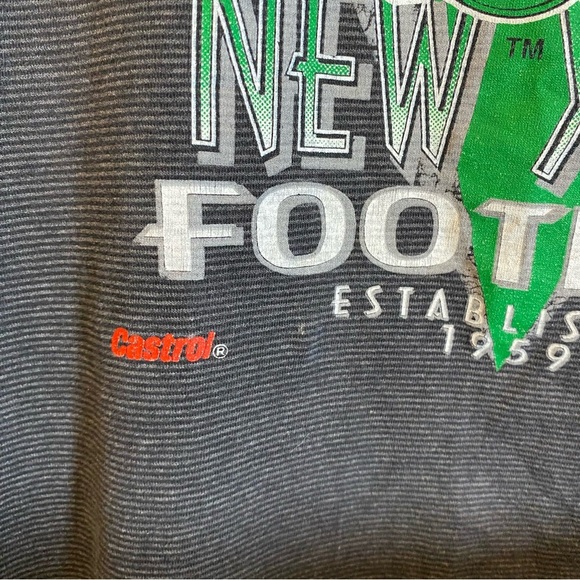 TM
NEW
FOOT
ESTABLIS
1959
Castrol®